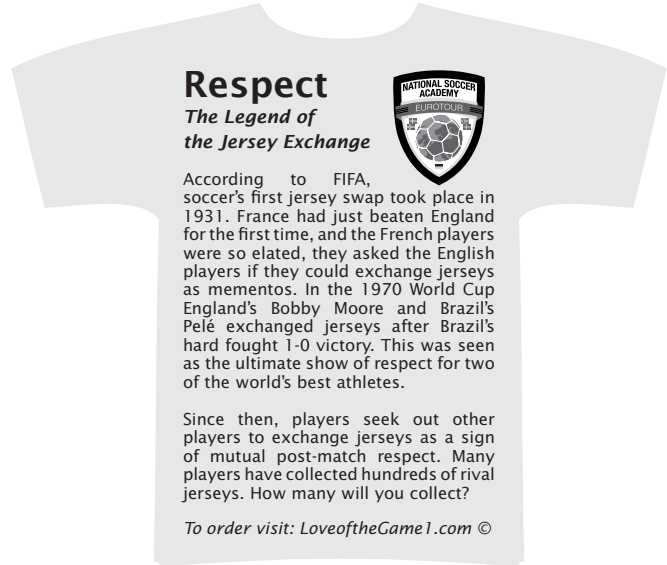 Respect
The Legend of
the Jersey Exchange
NATIONAL SOCCER
ACADEMY
EUROTOUR
According to FIFA,
soccer's first jersey swap took place in
1931. France had just beaten England
for the first time, and the French players
were so elated, they asked the English
players if they could exchange jerseys
as mementos. In the 1970 World Cup
England's Bobby Moore and Brazil's
Pelé exchanged jerseys after Brazil's
hard fought 1-0 victory. This was seen
as the ultimate show of respect for two
of the world's best athletes.
Since then, players seek out other
players to exchange jerseys as a sign
of mutual post-match respect. Many
players have collected hundreds of rival
jerseys. How many will you collect?
To order visit: LoveoftheGame1.com ©